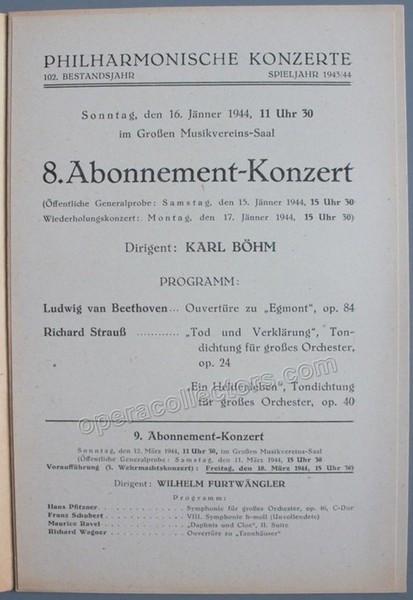 PHILHARMONISCHE KONZERTE
102. BESTANDSJAHR SPIELJAHR 1943/44
Sonntag, den 16. Jänner 1944, 11 Uhr 30
im Großen Musikvereins-Saal
8. Abonnement-Konzert
(Öffentliche Generalprobe: Samstag, den 15. Jänner 1944, 15 Uhr 30
Wiederholungskonzert: Montag, den 17. Jänner 1944, 15 Uhr 30)
Dirigent: KARL BÖHM
PROGRAMM:
Ludwig van Beethoven ... Ouvertüre zu „Egmont“, op. 84
Richard Strauß ............ „Tod und Verklärung“, Ton-
dichtung für großes Orchester,
op. 24
„Ein Heldenleben“, Tondichtung
für großes Orchester, op. 40
operacollectors.com
9. Abonnement-Konzert
Sonntag, den 12. März 1944, 11 Uhr 30, im Großen Musikvereins-Saal
(Öffentliche Generalprobe: Samstag, den 11. März 1944, 15 Uhr 30
Voraufführung (5. Wehrmachtskonzert): Freitag, den 10. März 1944, 15 Uhr 30)
Dirigent: WILHELM FURTWÄNGLER
Programm:
Hans Pfitzner Symphonie für großes Orchester, op. 46, C-Dur
Franz Schubert VIII. Symphonie h-moll (Unvollendete)
Maurice Ravel „Daphnis und Cloe“, II. Suite
Richard Wagner Ouvertüre zu „Tannhäuser“